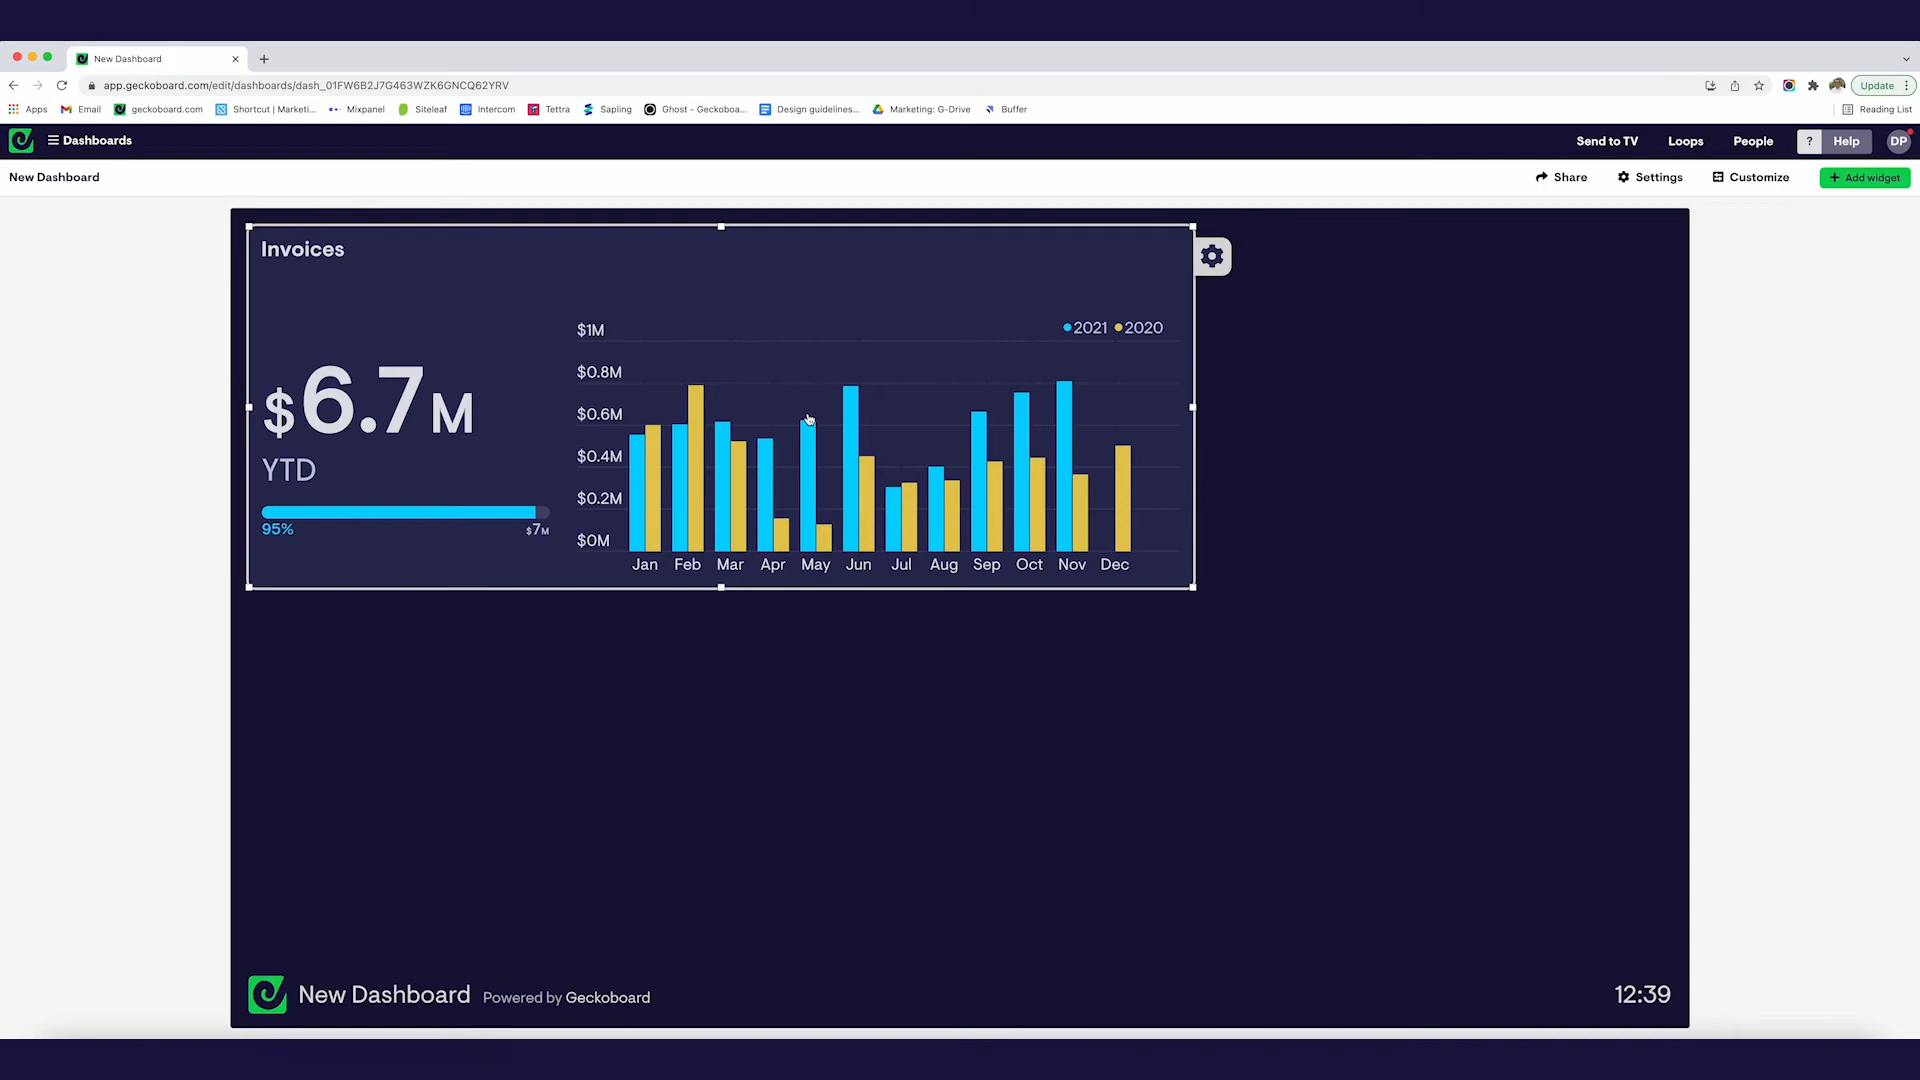 New Dashboard
app.geckoboard.com/edit/dashboards/dash_01FW6B2J7G463WZK6GNCQ62YRV
Update
Apps Email geckoboard.com Shortcut | Marketi... Mixpanel Siteleaf Intercom Tettra Sapling Ghost - Geckoboa... Design guidelines... Marketing: G-Drive Buffer Reading List
Dashboards Send to TV Loops People ? Help DP
New Dashboard Share Settings Customize + Add widget
Invoices
$6.7M
YTD
95% $7M
2021 2020
$1M
$0.8M
$0.6M
$0.4M
$0.2M
$0M
Jan Feb Mar Apr May Jun Jul Aug Sep Oct Nov Dec
New Dashboard Powered by Geckoboard 12:39